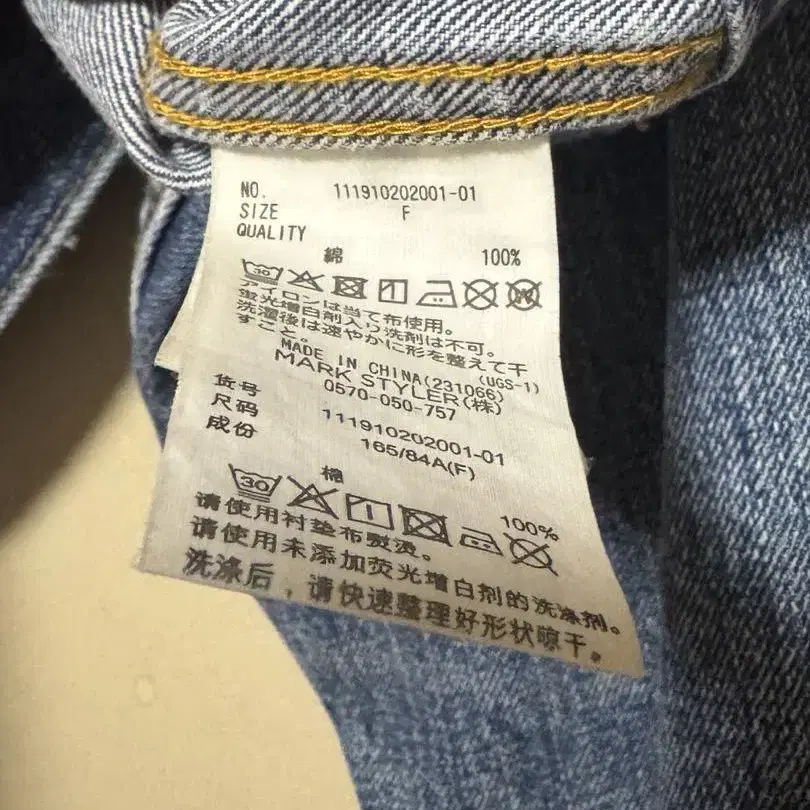 NO. 111910202001-01
SIZE F
QUALITY
綿 100%
30
アイロンは当て布使用。
蛍光増白剤入り洗剤は不可。
洗濯後は速やかに形を整えて干
すこと。
(UGS-1)
MADE IN CHINA(231066)
MARK STYLER(株)
0570-050-757
货号 111910202001-01
尺码 165/84A(F)
成份
棉 100%
30
请使用衬垫布熨烫。
请使用未添加荧光增白剂的洗涤剂。
洗涤后，请快速整理好形状晾干。